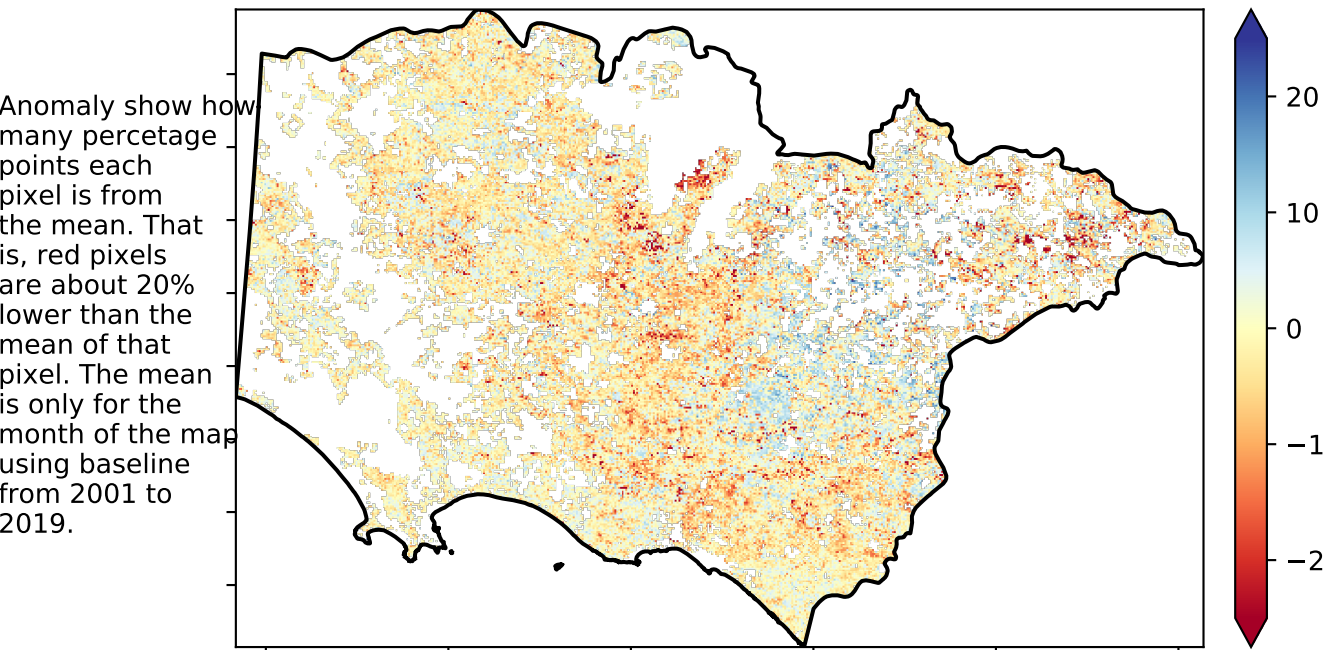 Anomaly show how
many percetage
points each
pixel is from
the mean. That
is, red pixels
are about 20%
lower than the
mean of that
pixel. The mean
is only for the
month of the map
using baseline
from 2001 to
2019.
20
10
0
−1
−2